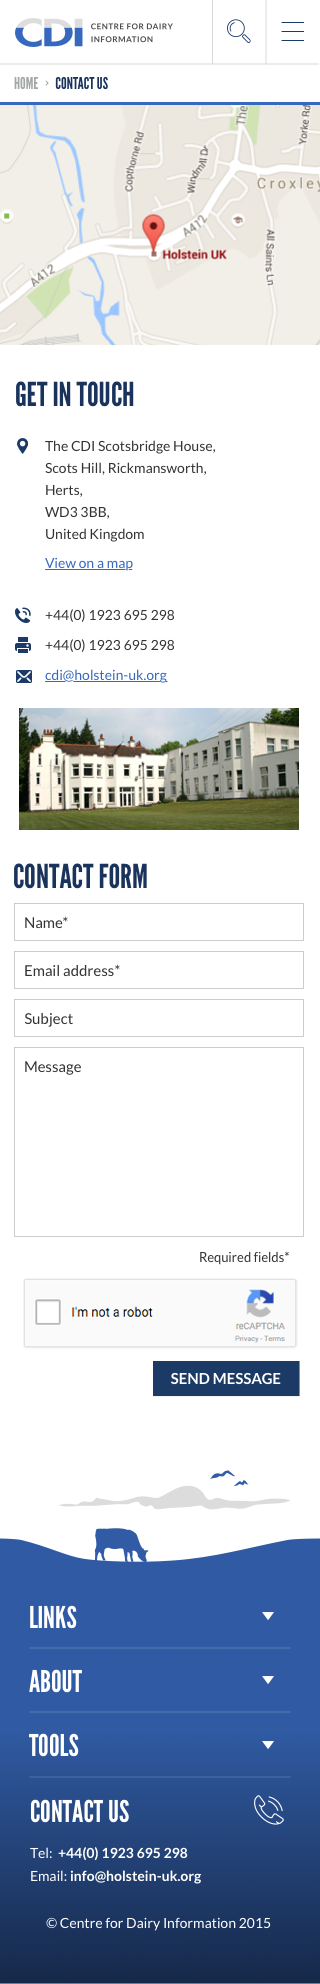 CDI CENTRE FOR DAIRY
INFORMATION
HOME > CONTACT US
The
Yorke Rd
Copthorne Rd
Windmill Dr
Croxley
A412
All Saints Ln
Holstein UK
A412
GET IN TOUCH
The CDI Scotsbridge House,
Scots Hill, Rickmansworth,
Herts,
WD3 3BB,
United Kingdom
View on a map
+44(0) 1923 695 298
+44(0) 1923 695 298
cdi@holstein-uk.org
CONTACT FORM
Name*
Email address*
Subject
Message
Required fields*
I'm not a robot
reCAPTCHA
Privacy - Terms
SEND MESSAGE
LINKS
ABOUT
TOOLS
CONTACT US
Tel: +44(0) 1923 695 298
Email: info@holstein-uk.org
© Centre for Dairy Information 2015